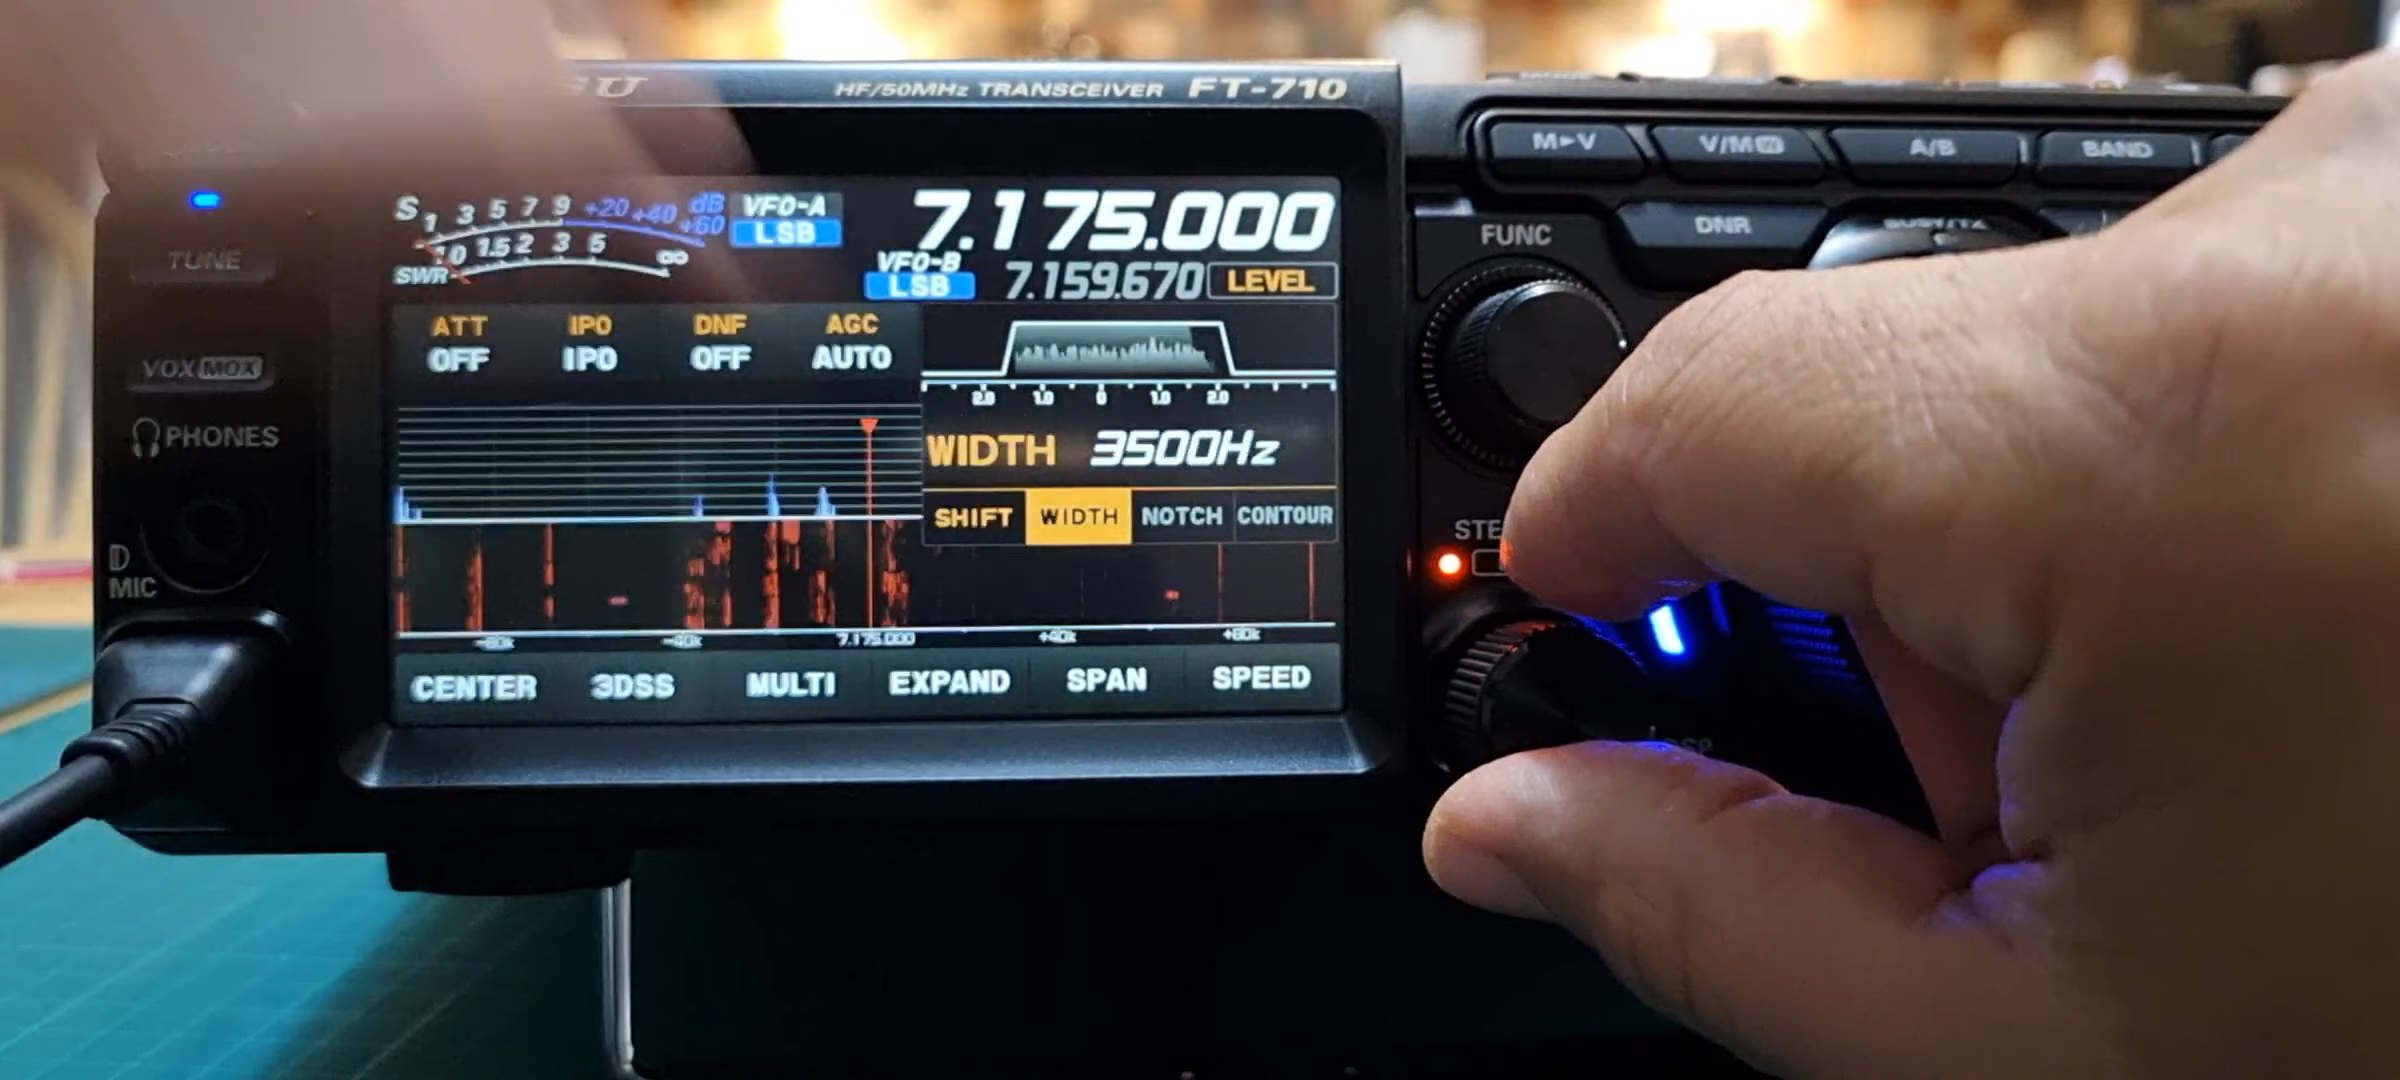 HF/50MHz TRANSCEIVER FT-710
M►V V/M A/B BAND
S 1 3 5 7 9 +20 +40 +60 dB
VFO-A
LSB
7.175.000
1.0 1.5 2 3 5 ∞
SWR
VFO-B
LSB
7.159.670
LEVEL
FUNC
DNR
TUNE
ATT IPO DNF AGC
OFF IPO OFF AUTO
VOX MOX
2.0 1.0 0 1.0 2.0
PHONES
WIDTH 3500Hz
SHIFT WIDTH NOTCH CONTOUR
MIC
-40k 7.175.000 +40k +80k
CENTER 3DSS MULTI EXPAND SPAN SPEED